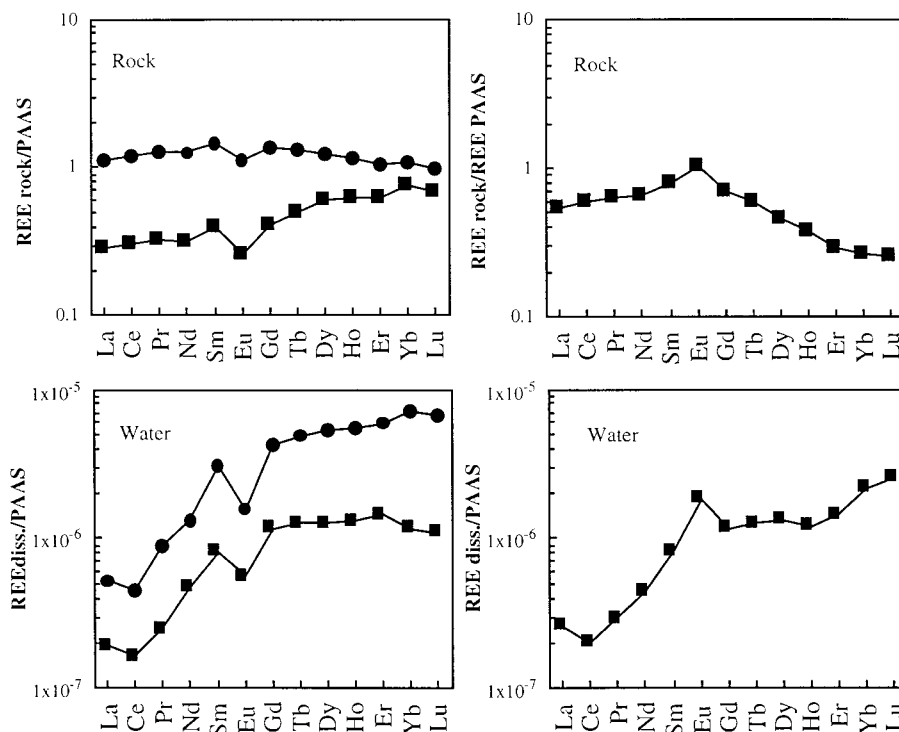 10
Rock
1
0.1
REE rock/PAAS
La Ce Pr Nd Sm Eu Gd Tb Dy Ho Er Yb Lu
10
Rock
1
0.1
REE rock/REE PAAS
La Ce Pr Nd Sm Eu Gd Tb Dy Ho Er Yb Lu
1x10-5
Water
1x10-6
1x10-7
REEdiss./PAAS
La Ce Pr Nd Sm Eu Gd Tb Dy Ho Er Yb Lu
1x10-5
Water
1x10-6
1x10-7
REE diss./PAAS
La Ce Pr Nd Sm Eu Gd Tb Dy Ho Er Yb Lu